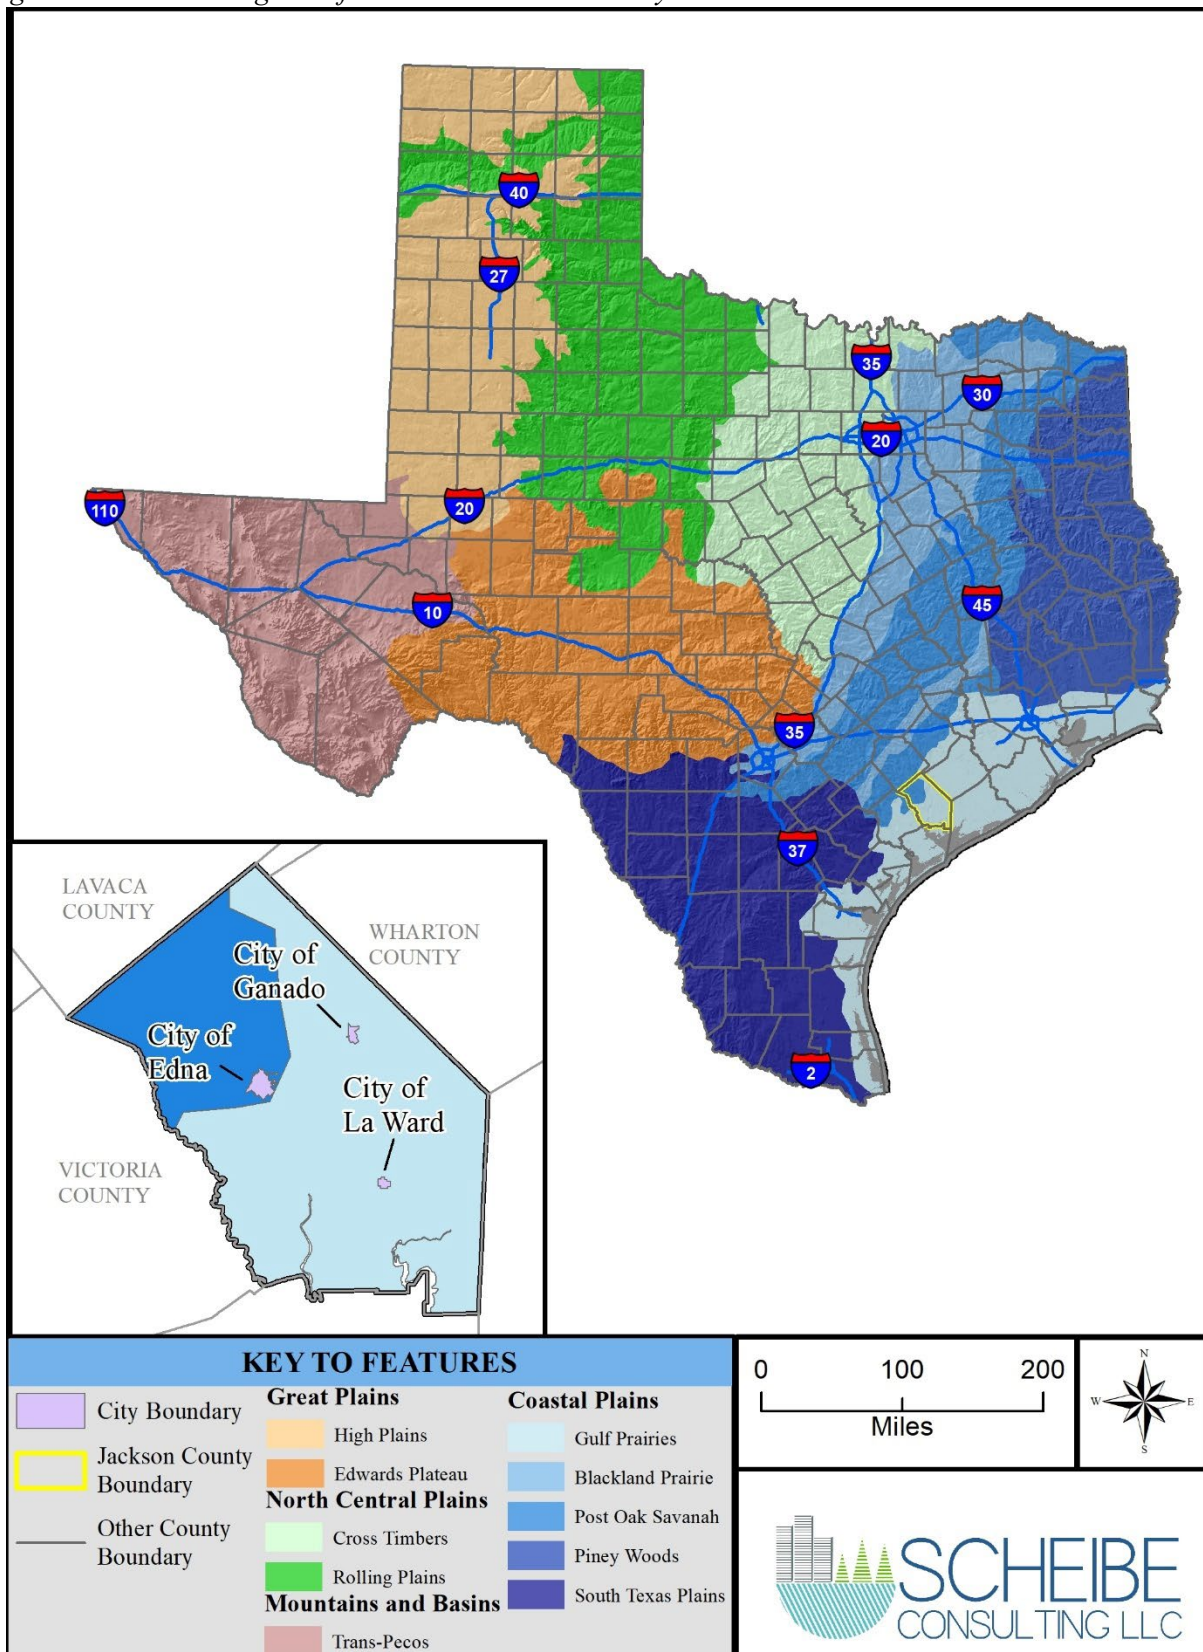 40
27
35
30
20
110
20
10
45
35
37
2
LAVACA
COUNTY
WHARTON
COUNTY
City of
Ganado
City of
Edna
City of
La Ward
VICTORIA
COUNTY
KEY TO FEATURES
City Boundary
Jackson County
Boundary
Other County
Boundary
Great Plains
High Plains
Edwards Plateau
North Central Plains
Cross Timbers
Rolling Plains
Mountains and Basins
Trans-Pecos
Coastal Plains
Gulf Prairies
Blackland Prairie
Post Oak Savanah
Piney Woods
South Texas Plains
0 100 200
Miles
N
W E
S
SCHEIBE
CONSULTING LLC